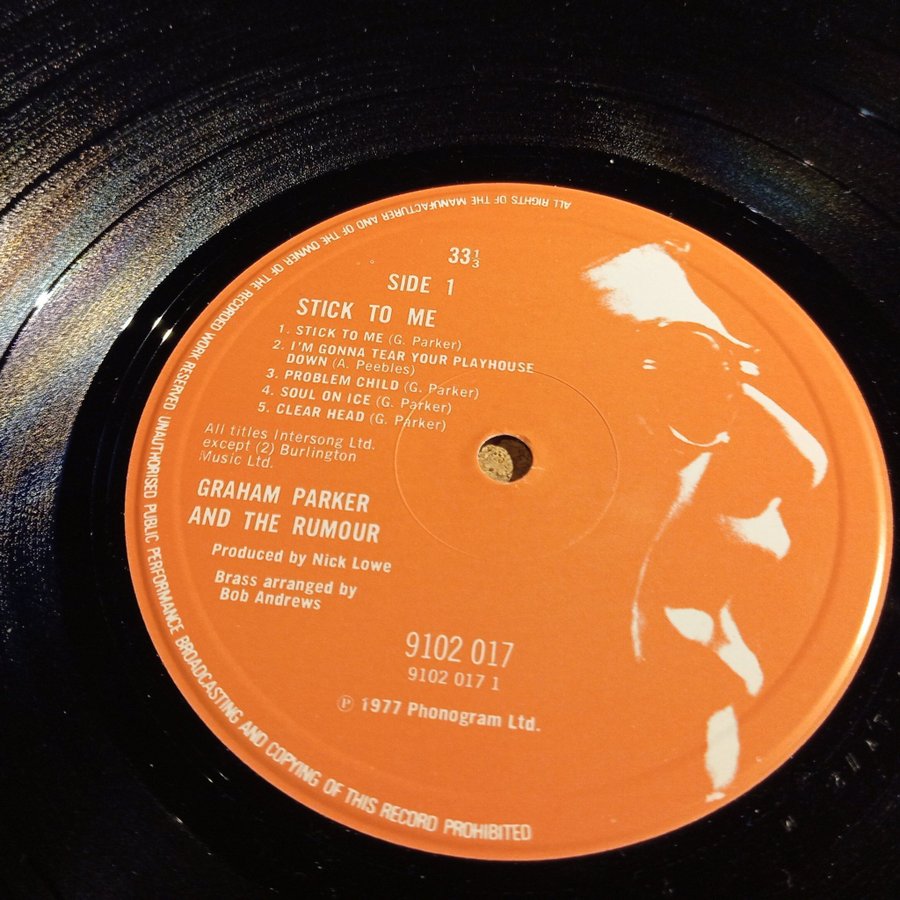 33⅓
SIDE 1
STICK TO ME
1. STICK TO ME (G. Parker)
2. I'M GONNA TEAR YOUR PLAYHOUSE
DOWN (A. Peebles)
3. PROBLEM CHILD (G. Parker)
4. SOUL ON ICE (G. Parker)
5. CLEAR HEAD (G. Parker)
All titles Intersong Ltd.
except (2) Burlington
Music Ltd.
GRAHAM PARKER
AND THE RUMOUR
Produced by Nick Lowe
Brass arranged by
Bob Andrews
9102 017
9102 017 1
℗ 1977 Phonogram Ltd.
ALL RIGHTS OF THE MANUFACTURER AND OF THE OWNER OF THE RECORDED WORK RESERVED UNAUTHORISED PUBLIC PERFORMANCE BROADCASTING AND COPYING OF THIS RECORD PROHIBITED